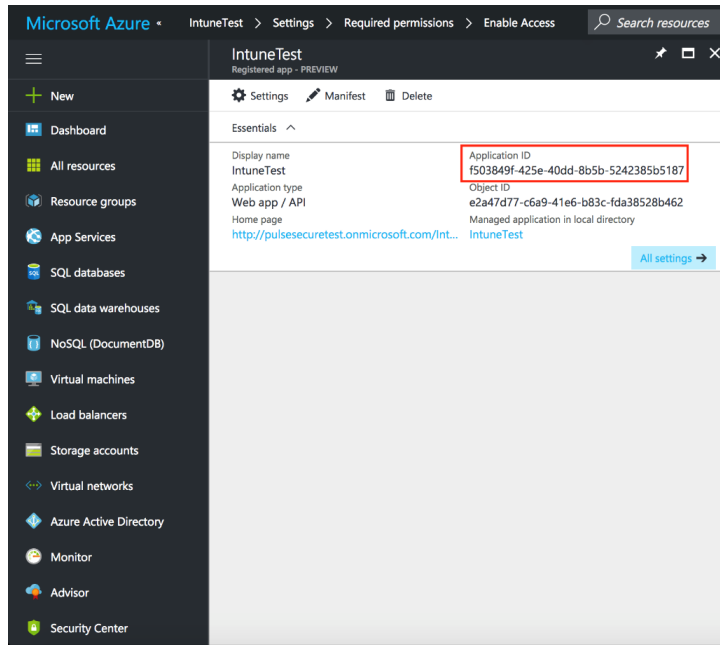 Microsoft Azure « IntuneTest > Settings > Required permissions > Enable Access Search resources
IntuneTest
Registered app - PREVIEW
New
Settings Manifest Delete
Dashboard
Essentials
All resources
Display name Application ID
IntuneTest f503849f-425e-40dd-8b5b-5242385b5187
Application type Object ID
Web app / API e2a47d77-c6a9-41e6-b83c-fda38528b462
Home page Managed application in local directory
http://pulsesecuretest.onmicrosoft.com/Int... IntuneTest
All settings →
Resource groups
App Services
SQL databases
SQL data warehouses
NoSQL (DocumentDB)
Virtual machines
Load balancers
Storage accounts
Virtual networks
Azure Active Directory
Monitor
Advisor
Security Center